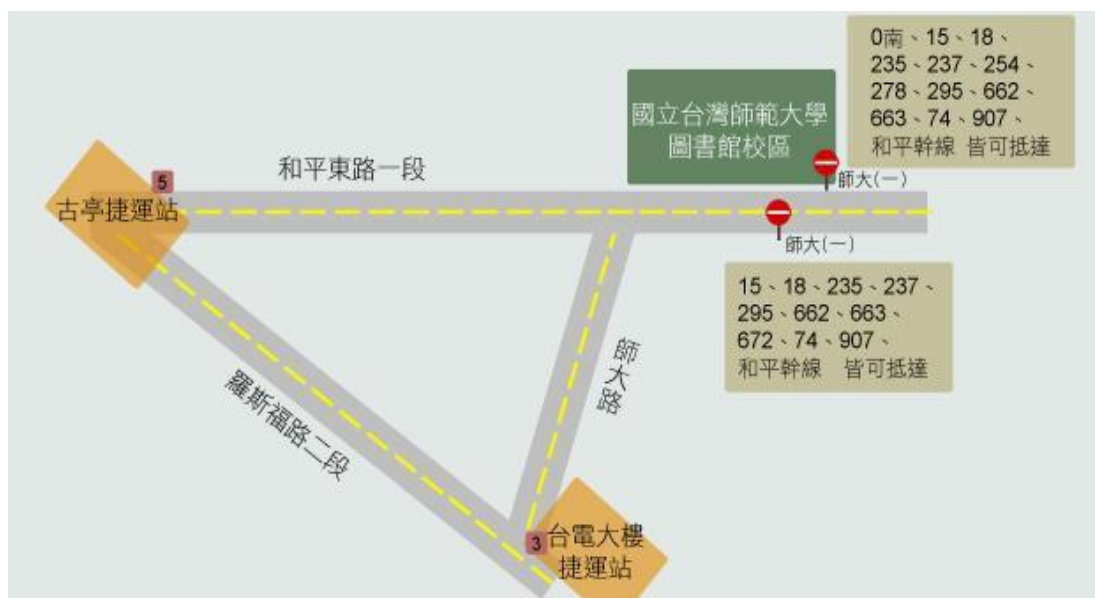 0南、15、18、
235、237、254、
278、295、662、
663、74、907、
和平幹線 皆可抵達
國立台灣師範大學
圖書館校區
和平東路一段
5
師大(一)
古亭捷運站
師大(一)
15、18、235、237、
295、662、663、
672、74、907、
和平幹線 皆可抵達
師大路
羅斯福路二段
3
台電大樓
捷運站